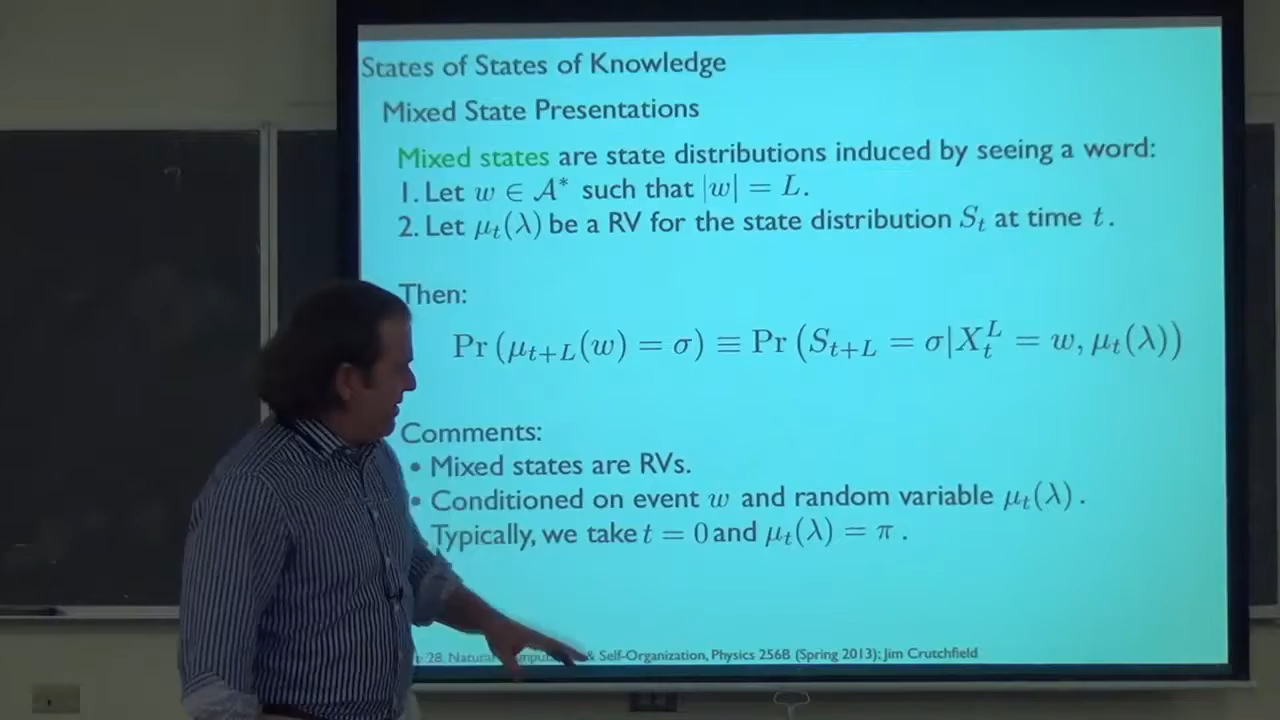 States of States of Knowledge
Mixed State Presentations
Mixed states are state distributions induced by seeing a word:
1. Let w ∈ A* such that |w| = L.
2. Let μ_t(λ) be a RV for the state distribution S_t at time t.
Then:
Pr (μ_{t+L}(w) = σ) ≡ Pr (S_{t+L} = σ|X_t^L = w, μ_t(λ))
Comments:
• Mixed states are RVs.
• Conditioned on event w and random variable μ_t(λ).
Typically, we take t = 0 and μ_t(λ) = π.
28, & Self-Organization, Physics 256B (Spring 2013); Jim Crutchfield